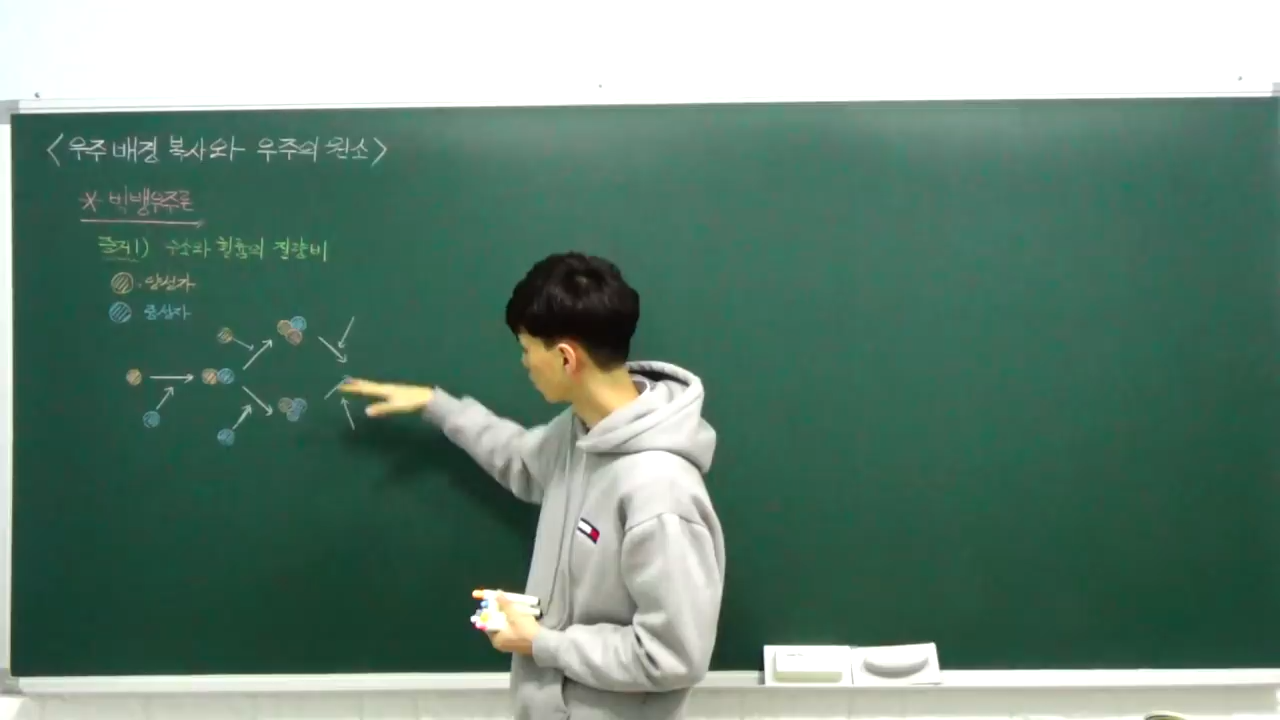 <우주 배경 복사와 우주의 원소>
* 빅뱅우주론
증거1) 수소와 헬륨의 질량비
양성자
중성자